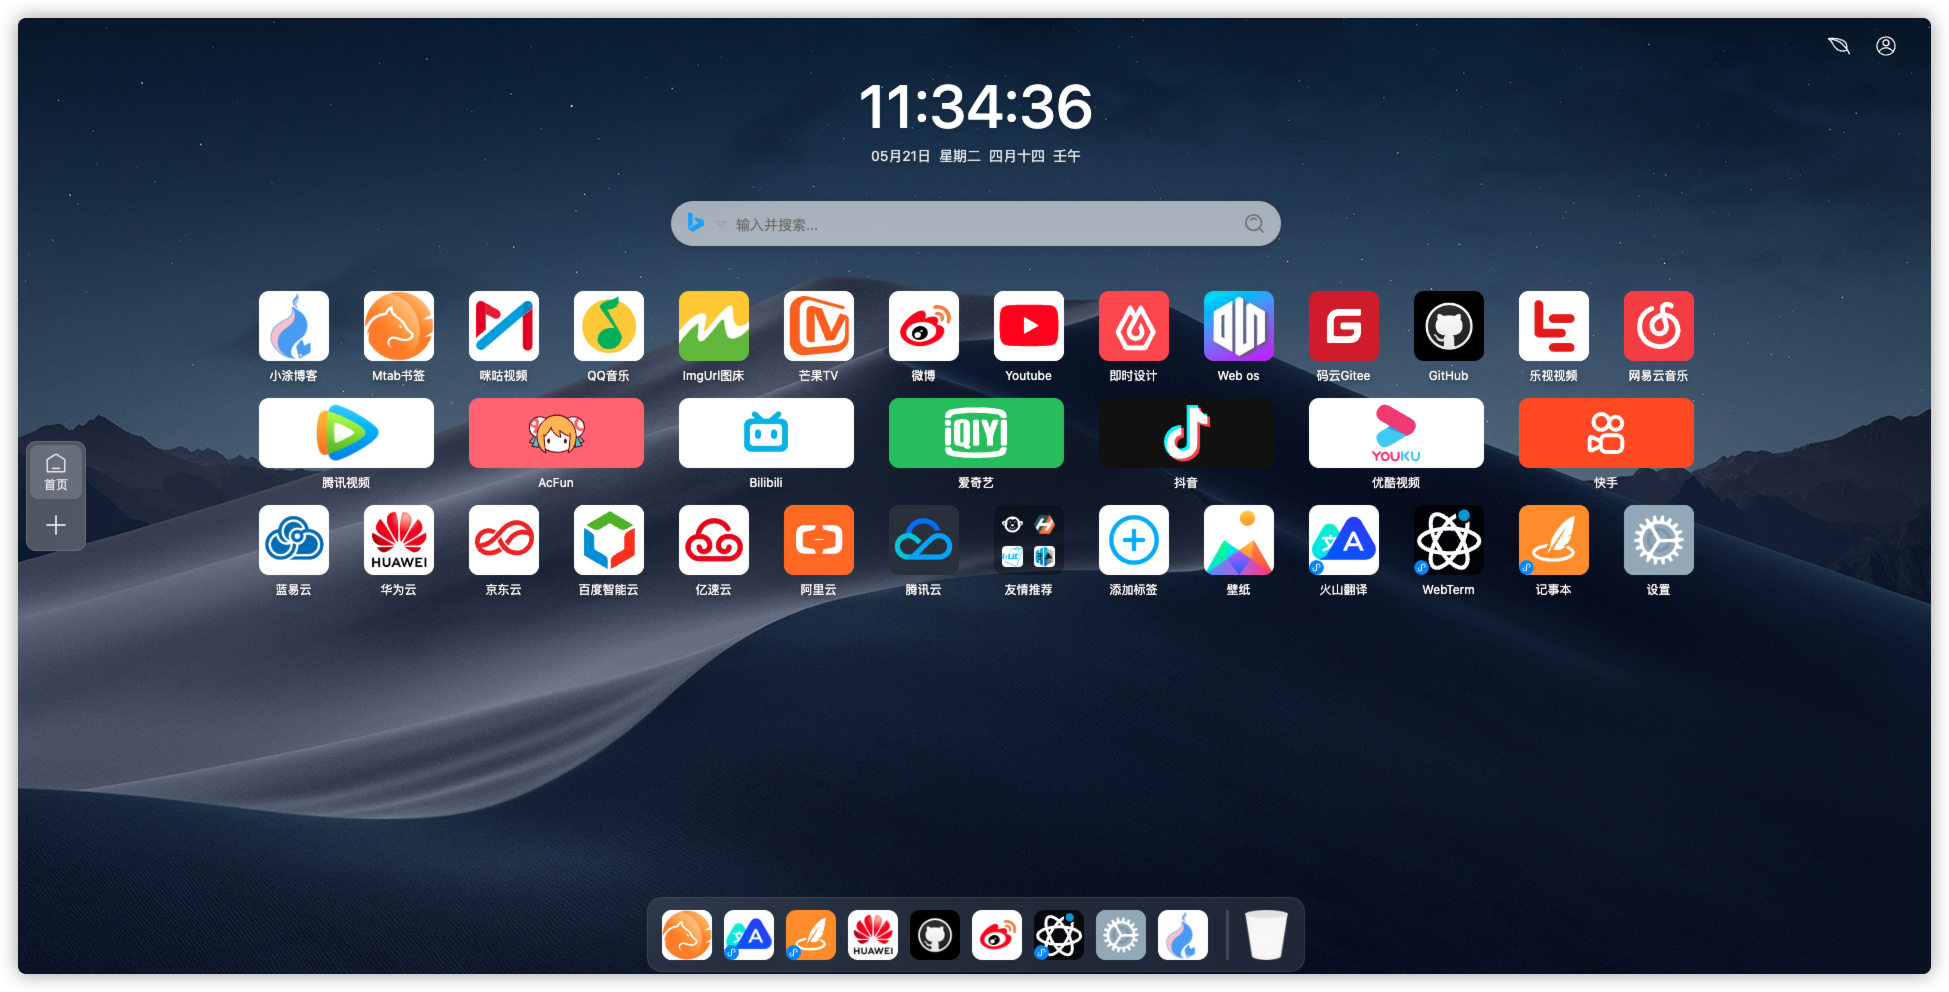 11:34:36
05月21日 星期二 四月十四 壬午
输入并搜索...
小涂博客 Mtab书签 咪咕视频 QQ音乐 ImgUrl图床 芒果TV 微博 Youtube 即时设计 Web os 码云Gitee GitHub 乐视视频 网易云音乐
iQIYI
YOUKU
腾讯视频 AcFun Bilibili 爱奇艺 抖音 优酷视频 快手
首页
HUAWEI
文 A
蓝易云 华为云 京东云 百度智能云 亿速云 阿里云 腾讯云 友情推荐 添加标签 壁纸 火山翻译 WebTerm 记事本 设置
文 A
HUAWEI